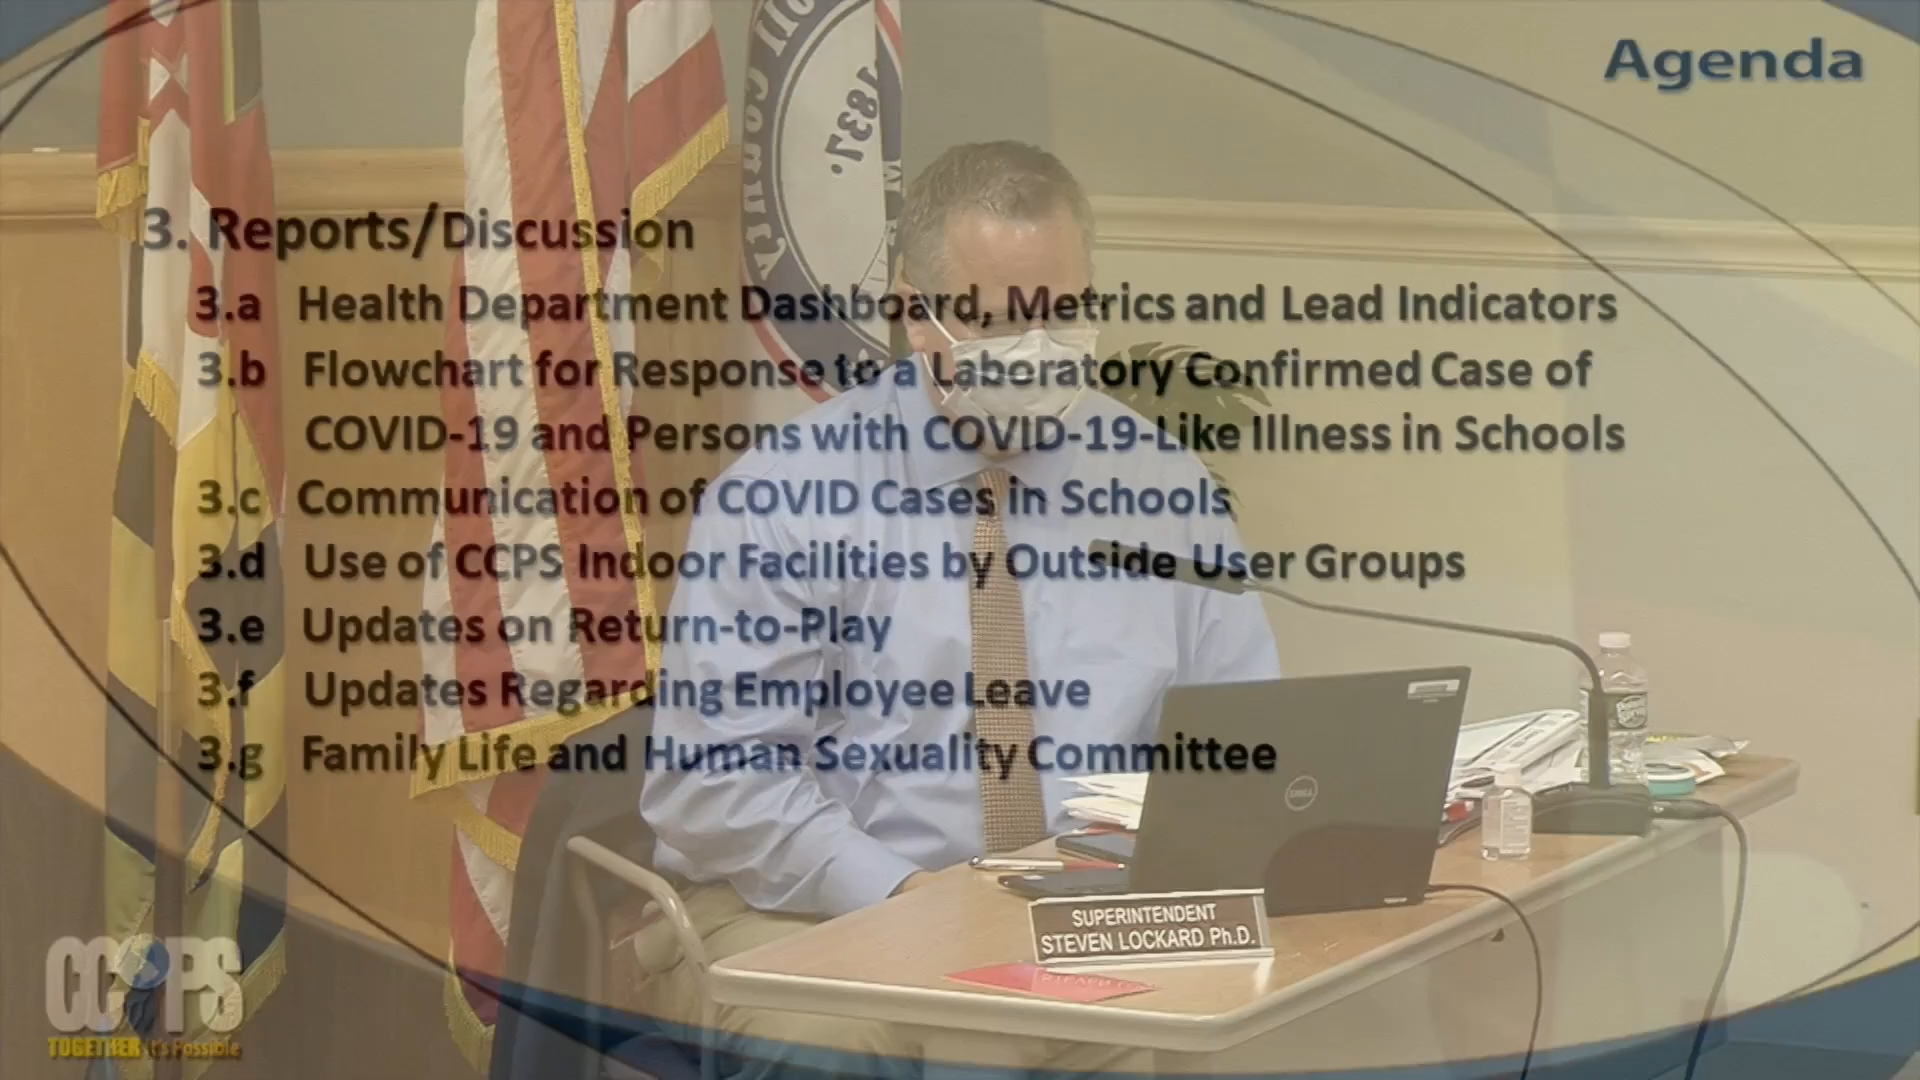 Agenda
3. Reports/Discussion
3.a Health Department Dashboard, Metrics and Lead Indicators
3.b Flowchart for Response to a Laboratory Confirmed Case of
COVID-19 and Persons with COVID-19-Like Illness in Schools
3.c Communication of COVID Cases in Schools
3.d Use of CCPS Indoor Facilities by Outside User Groups
3.e Updates on Return-to-Play
3.f Updates Regarding Employee Leave
3.g Family Life and Human Sexuality Committee
1837
County
DELL
SUPERINTENDENT
STEVEN LOCKARD Ph.D.
CCPS
TOGETHER It's Possible